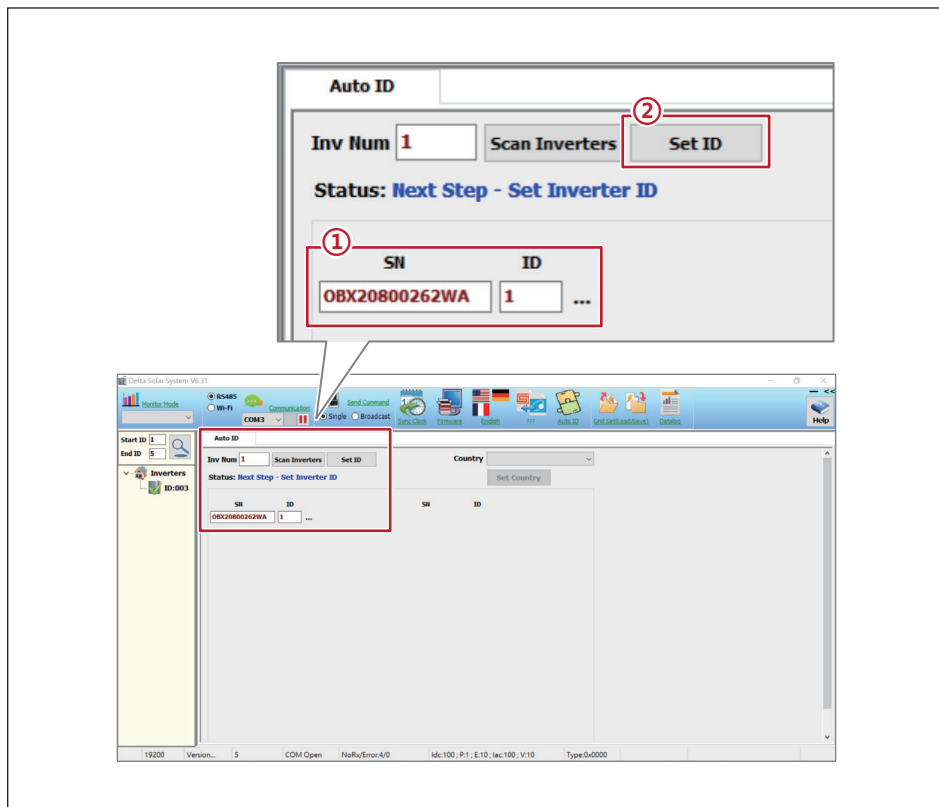 Auto ID
②
Inv Num 1 Scan Inverters Set ID
Status: Next Step - Set Inverter ID
①
SN ID
OBX20800262WA 1 ...
Delta Solar System V6.31
Monitor Mode
RS485
Wi-Fi
COM3
Communication
Send Command
Single Broadcast
Sync Clock
Firmware
English
???
Auto ID
Grid Set(Load/Save)
Datalog
<<
Help
Start ID 1
End ID 5
Inverters
ID:003
Auto ID
Inv Num 1 Scan Inverters Set ID
Country
Status: Next Step - Set Inverter ID
Set Country
SN ID SN ID
OBX20800262WA 1 ...
19200 Version... 5 COM Open NoRx/Error:4/0 Idc:100 ; P:1 ; E:10 ; Iac:100 ; V:10 Type:0x0000